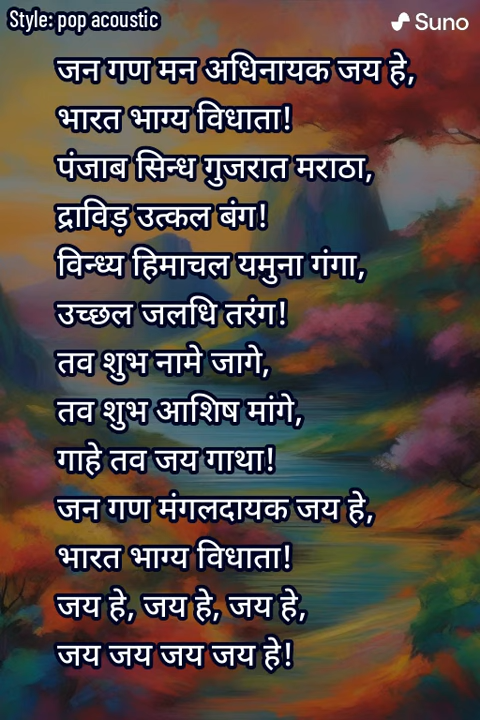 Style: pop acoustic
Suno
जन गण मन अधिनायक जय हे,
भारत भाग्य विधाता!
पंजाब सिन्ध गुजरात मराठा,
द्राविड़ उत्कल बंग!
विन्ध्य हिमाचल यमुना गंगा,
उच्छल जलधि तरंग!
तव शुभ नामे जागे,
तव शुभ आशिष मांगे,
गाहे तव जय गाथा!
जन गण मंगलदायक जय हे,
भारत भाग्य विधाता!
जय हे, जय हे, जय हे,
जय जय जय जय हे!